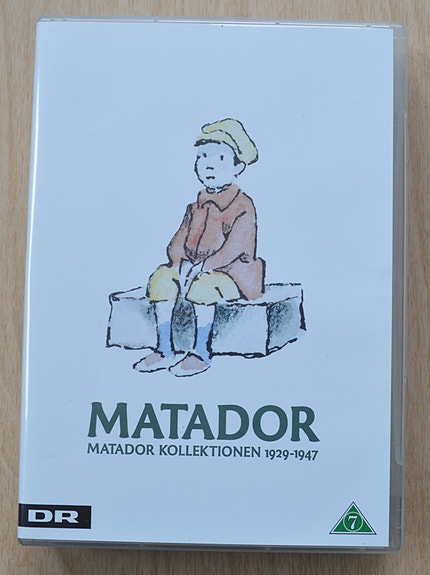 MATADOR
MATADOR KOLLEKTIONEN 1929-1947
DR
7